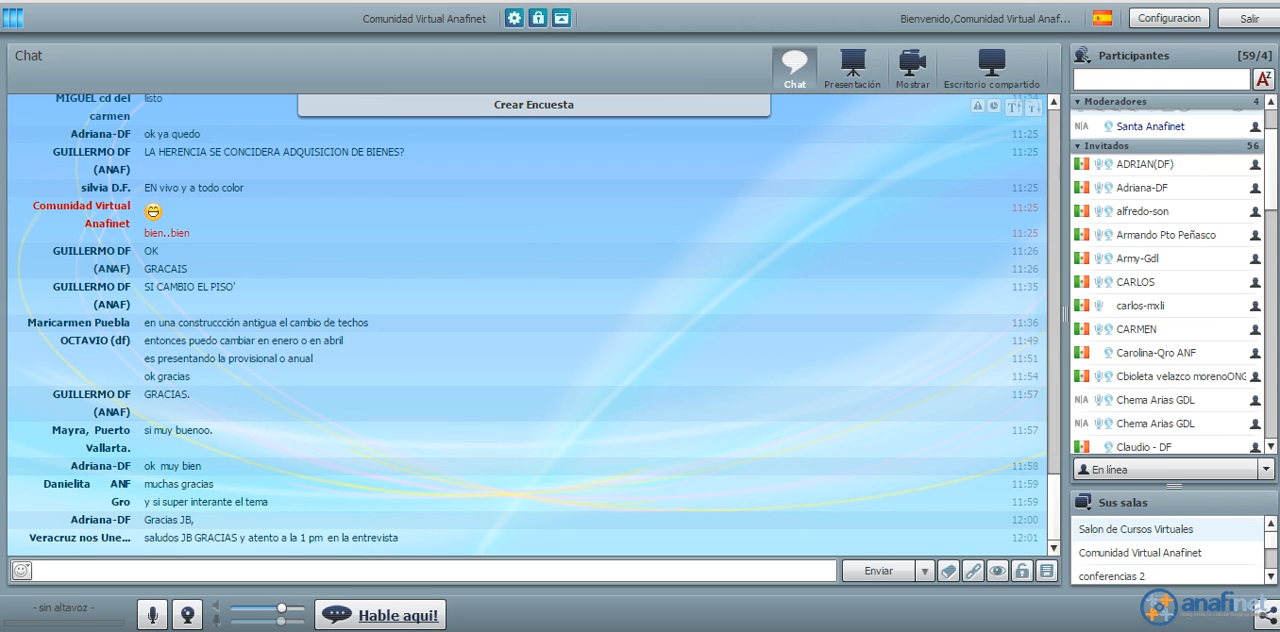 Comunidad Virtual Anafinet
Bienvenido,Comunidad Virtual Anaf...
Configuracion
Salir
Chat
Chat
Presentación
Mostrar
Escritorio compartido
Crear Encuesta
MIGUEL cd del carmen listo
Adriana-DF ok ya quedo 11:25
GUILLERMO DF (ANAF) LA HERENCIA SE CONCIDERA ADQUISICION DE BIENES? 11:25
silvia D.F. EN vivo y a todo color 11:25
Comunidad Virtual Anafinet 11:25
bien..bien 11:25
GUILLERMO DF (ANAF) OK 11:26
GRACAIS 11:26
GUILLERMO DF (ANAF) SI CAMBIO EL PISO' 11:35
Maricarmen Puebla en una construccción antigua el cambio de techos 11:36
OCTAVIO (df) entonces puedo cambiar en enero o en abril 11:49
es presentando la provisional o anual 11:51
ok gracias 11:54
GUILLERMO DF (ANAF) GRACIAS. 11:57
Mayra, Puerto Vallarta. si muy buenoo. 11:57
Adriana-DF ok muy bien 11:58
Danielita ANF Gro muchas gracias 11:59
y si super interante el tema 11:59
Adriana-DF Gracias JB, 12:00
Veracruz nos Une... saludos JB GRACIAS y atento a la 1 pm en la entrevista 12:01
Enviar
- sin altavoz -
Hable aqui!
Participantes [59/4]
Moderadores 4
N|A Santa Anafinet
Invitados 56
ADRIAN(DF)
Adriana-DF
alfredo-son
Armando Pto Peñasco
Army-Gdl
CARLOS
carlos-mxli
CARMEN
Carolina-Qro ANF
Cbioleta velazco morenoONG
N|A Chema Arias GDL
N|A Chema Arias GDL
Claudio - DF
En línea
Sus salas
Salon de Cursos Virtuales
Comunidad Virtual Anafinet
conferencias 2
anafinet